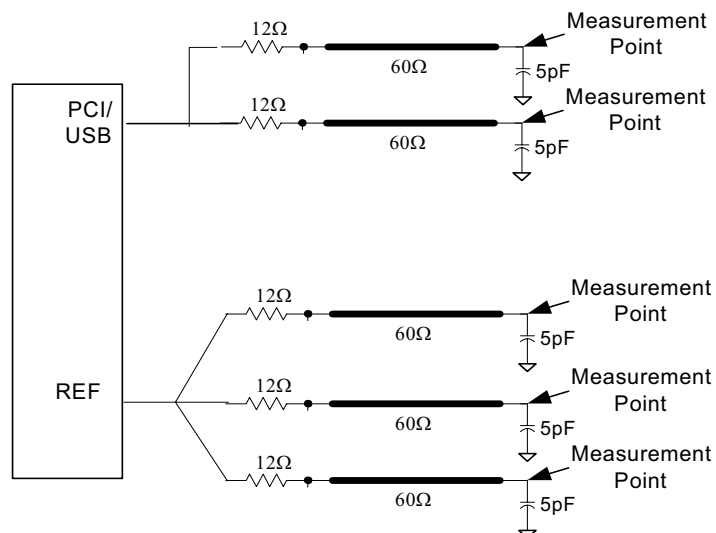 12Ω
60Ω
5pF
Measurement
Point
PCI/
USB
12Ω
60Ω
5pF
Measurement
Point
12Ω
60Ω
5pF
Measurement
Point
REF
12Ω
60Ω
5pF
Measurement
Point
12Ω
60Ω
5pF
Measurement
Point